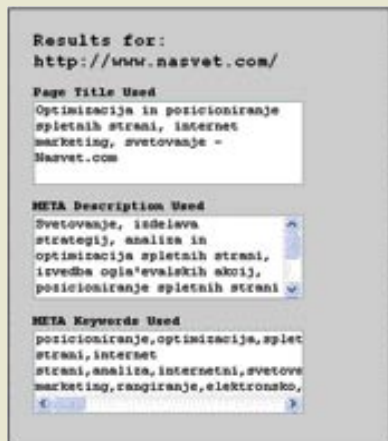 Results for:
http://www.nasvet.com/
Page Title Used
Optimizacija in pozicioniranje
spletnih strani, internet
marketing, svetovanje -
Nasvet.com
META Description Used
Svetovanje, izdelava
strategij, analiza in
optimizacija spletnih strani,
izvedba ogla*evalskih akcij,
pozicioniranje spletnih strani
META Keywords Used
pozicioniranje,optimizacija,splet
strani,internet
strani,analiza,internetni,svetova
marketing,rangiranje,elektronsko,